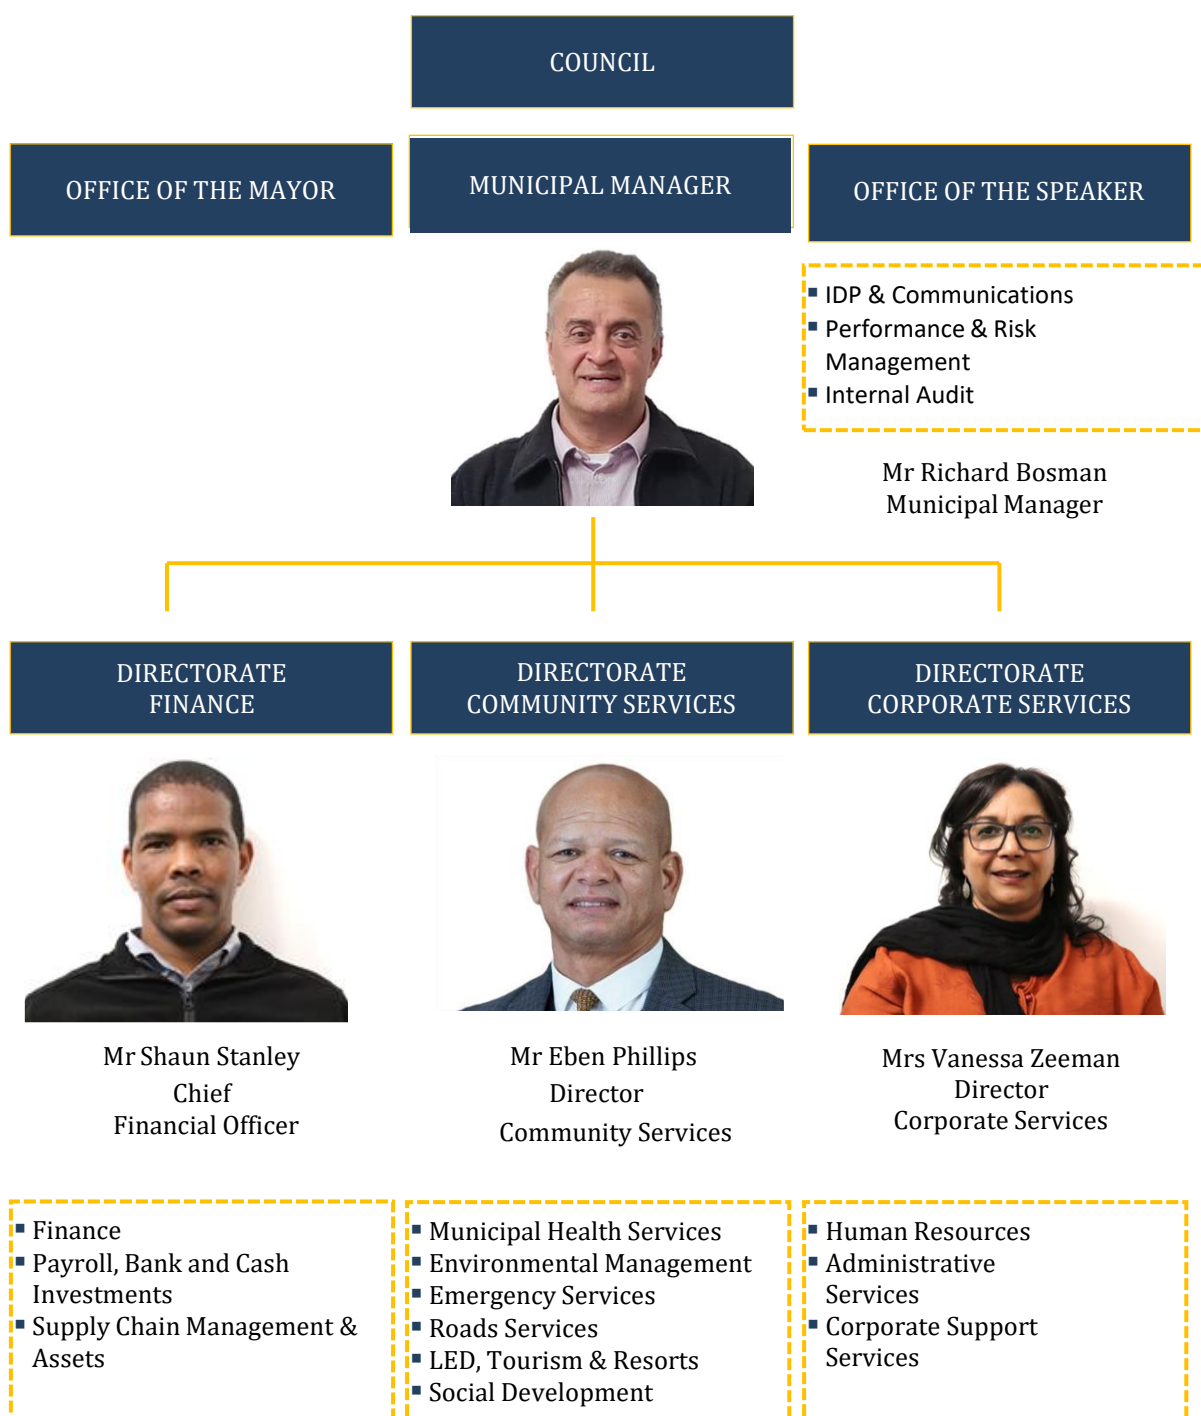 COUNCIL
OFFICE OF THE MAYOR
MUNICIPAL MANAGER
OFFICE OF THE SPEAKER
▪ IDP & Communications
▪ Performance & Risk
Management
▪ Internal Audit
Mr Richard Bosman
Municipal Manager
DIRECTORATE
FINANCE
DIRECTORATE
COMMUNITY SERVICES
DIRECTORATE
CORPORATE SERVICES
Mr Shaun Stanley
Chief
Financial Officer
Mr Eben Phillips
Director
Community Services
Mrs Vanessa Zeeman
Director
Corporate Services
▪ Finance
▪ Payroll, Bank and Cash
Investments
▪ Supply Chain Management &
Assets
▪ Municipal Health Services
▪ Environmental Management
▪ Emergency Services
▪ Roads Services
▪ LED, Tourism & Resorts
▪ Social Development
▪ Human Resources
▪ Administrative
Services
▪ Corporate Support
Services